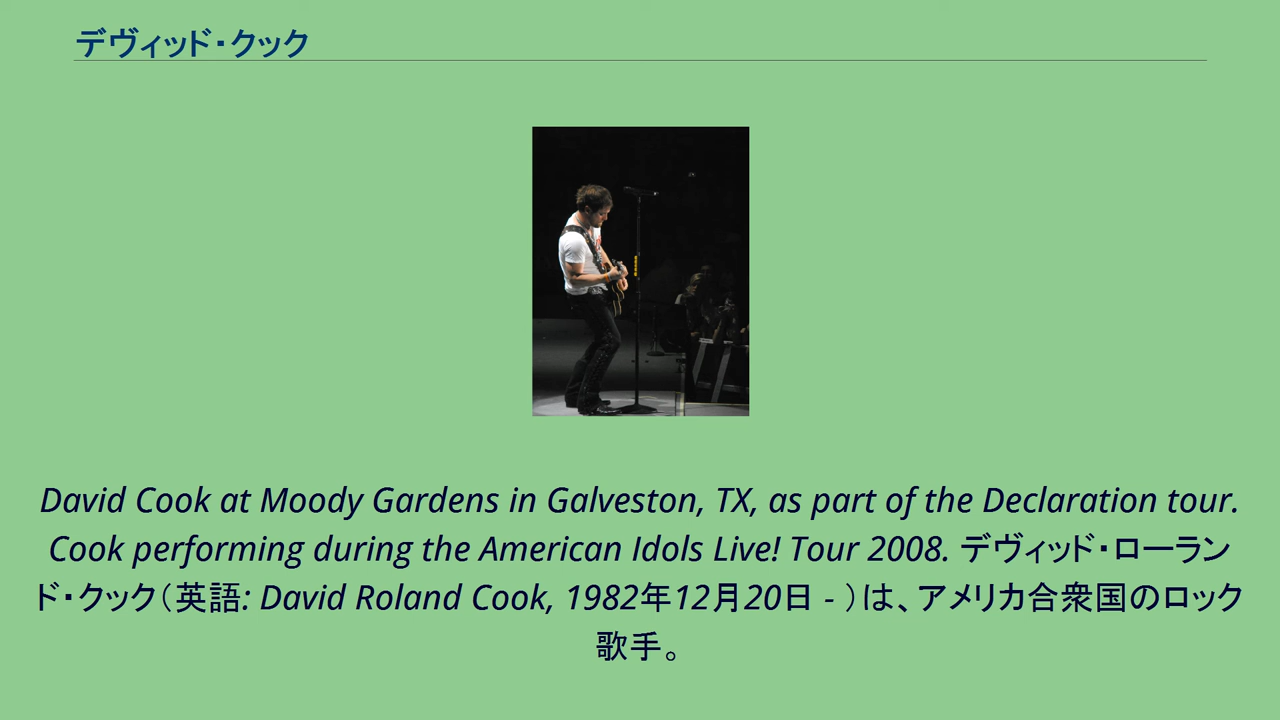 デヴィッド・クック
David Cook at Moody Gardens in Galveston, TX, as part of the Declaration tour.
Cook performing during the American Idols Live! Tour 2008. デヴィッド・ローラン
ド・クック（英語: David Roland Cook, 1982年12月20日 - ）は、アメリカ合衆国のロック
歌手。